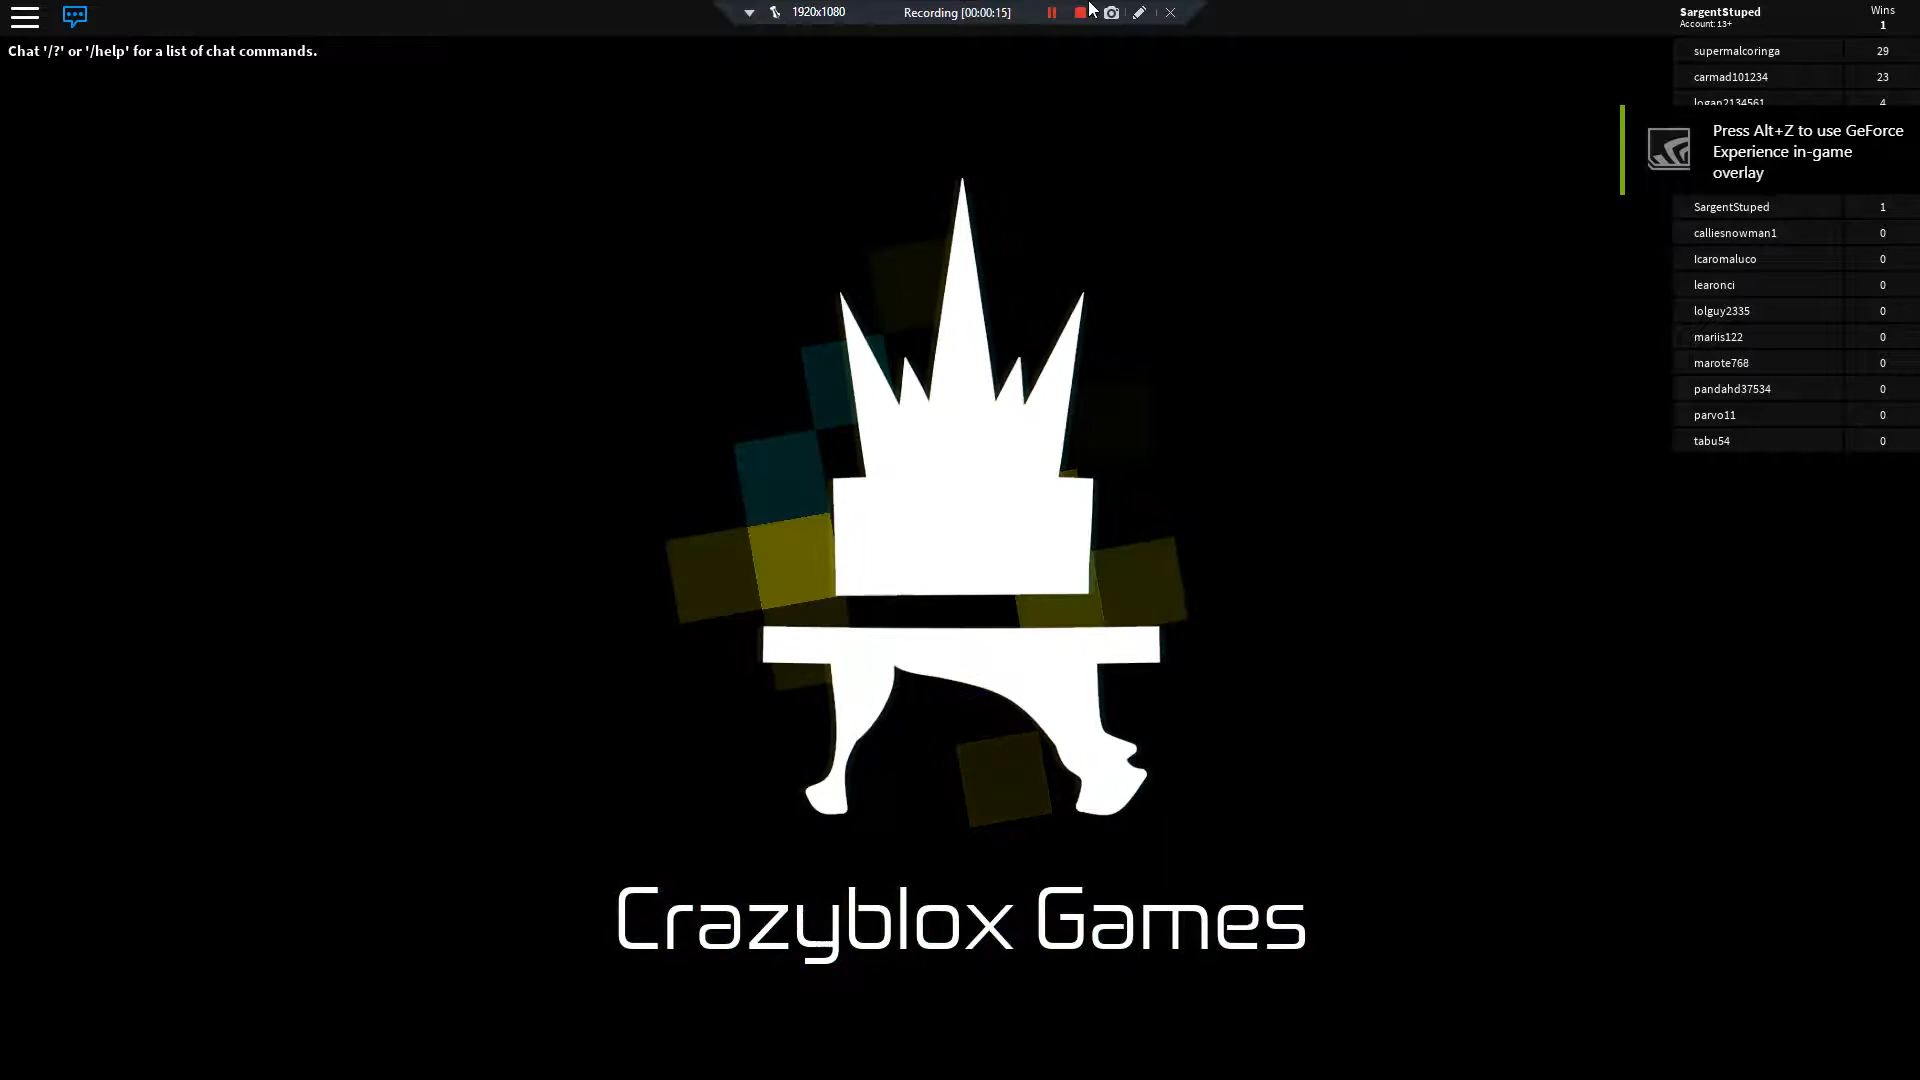 1920x1080
Recording [00:00:15]
SargentStuped
Account: 13+
Wins
1
Chat '/?' or '/help' for a list of chat commands.
supermalcoringa 29
carmad101234 23
logan2134561 4
Press Alt+Z to use GeForce
Experience in-game
overlay
SargentStuped 1
calliesnowman1 0
Icaromaluco 0
learonci 0
lolguy2335 0
mariis122 0
marote768 0
pandahd37534 0
parvo11 0
tabu54 0
Crazyblox Games